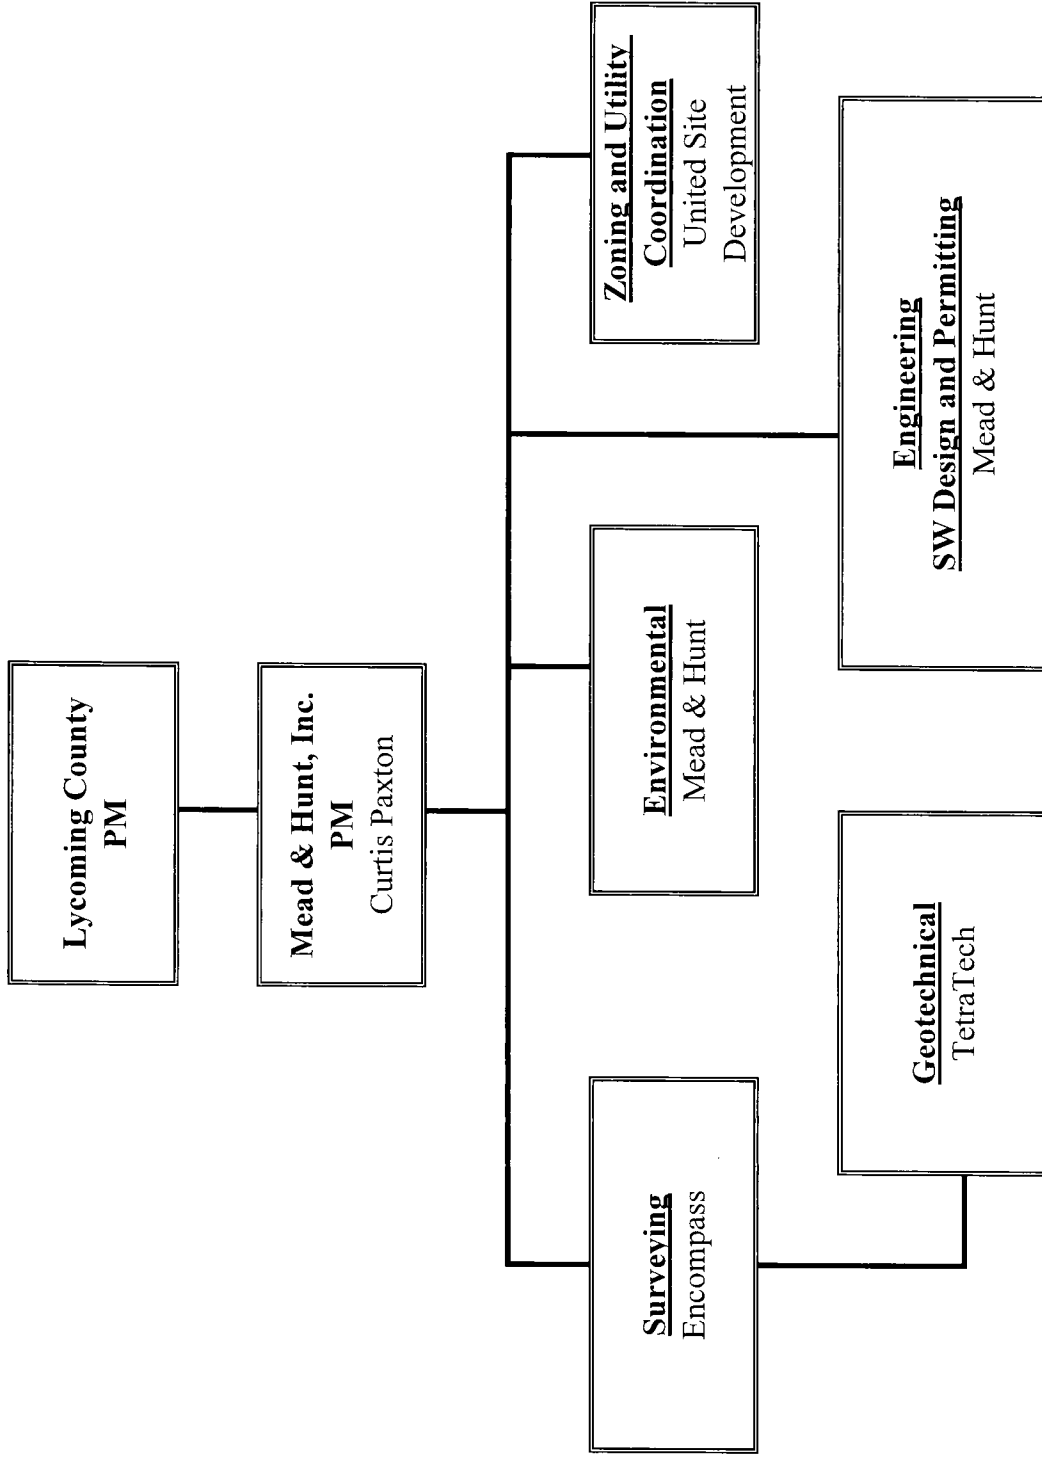 Lycoming County
PM
Mead & Hunt, Inc.
PM
Curtis Paxton
Surveying
Encompass
Environmental
Mead & Hunt
Zoning and Utility
Coordination
United Site
Development
Geotechnical
TetraTech
Engineering
SW Design and Permitting
Mead & Hunt